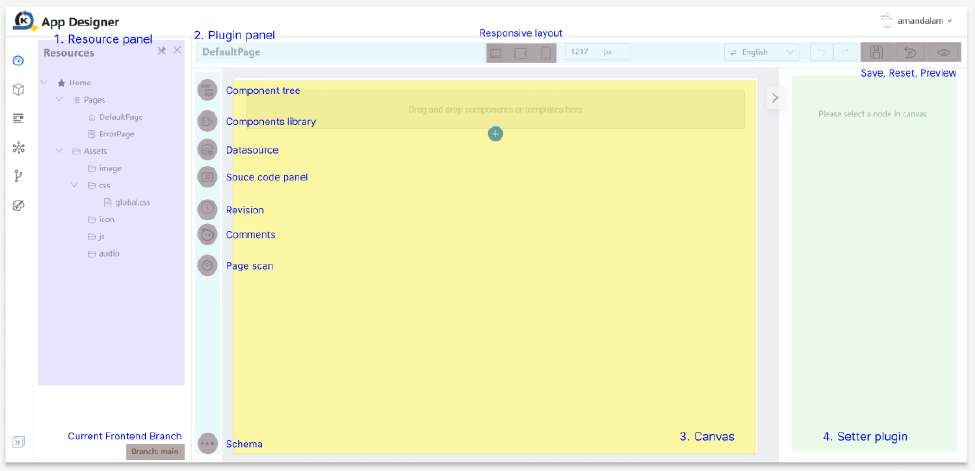 App Designer
amandalam
1. Resource panel
2. Plugin panel
Responsive layout
Resources
DefaultPage
1217 px
English
Save, Reset, Preview
Home
Pages
DefaultPage
ErrorPage
Assets
image
css
global.css
icon
js
audio
Component tree
Components library
Datasource
Souce code panel
Revision
Comments
Page scan
Schema
Drag and drop components or templates here
Please select a node in canvas
3. Canvas
4. Setter plugin
Current Frontend Branch
Branch: main